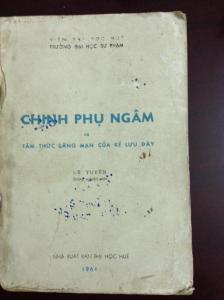 VIỆN ĐẠI HỌC HUẾ
TRƯỜNG ĐẠI HỌC SƯ PHẠM
CHINH PHỤ NGÂM
và
TÂM THỨC LÃNG MẠN CỦA KẺ LƯU ĐÀY
LÊ TUYÊN
NHÀ XUẤT BẢN ĐẠI HỌC HUẾ
1961